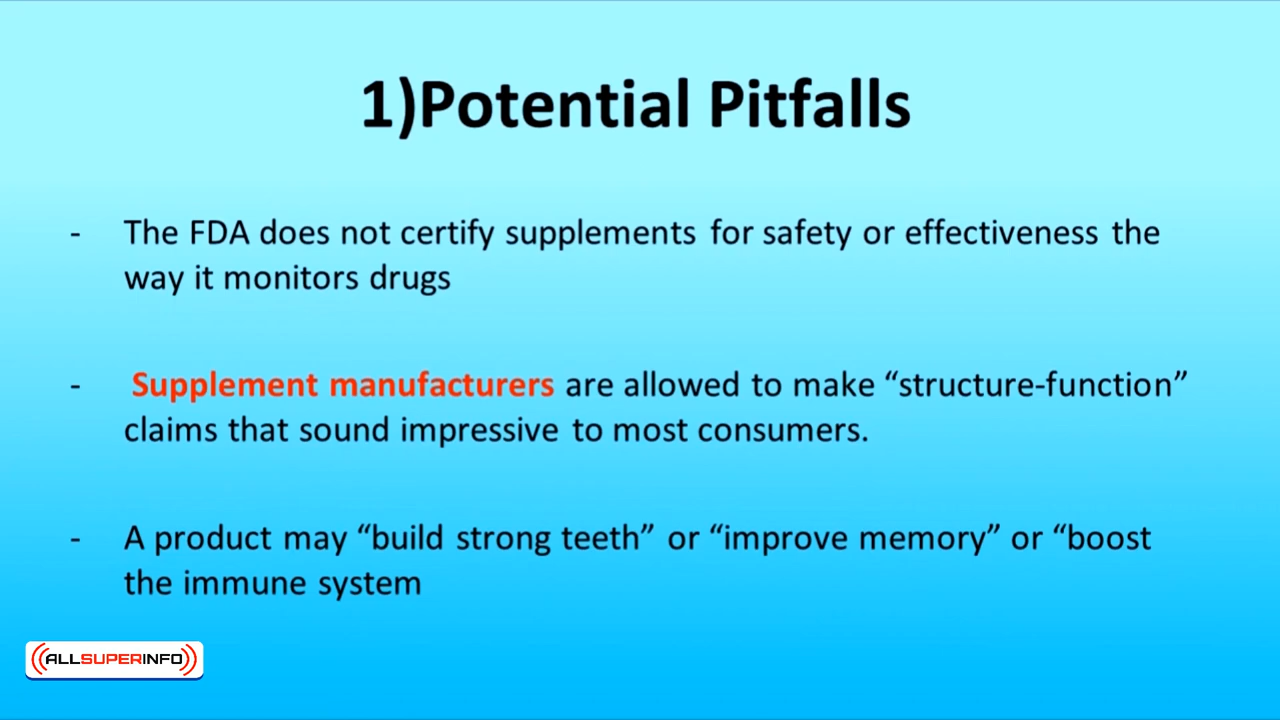 1)Potential Pitfalls
- The FDA does not certify supplements for safety or effectiveness the
way it monitors drugs
- Supplement manufacturers are allowed to make “structure-function”
claims that sound impressive to most consumers.
- A product may “build strong teeth” or “improve memory” or “boost
the immune system
ALLSUPERINFO